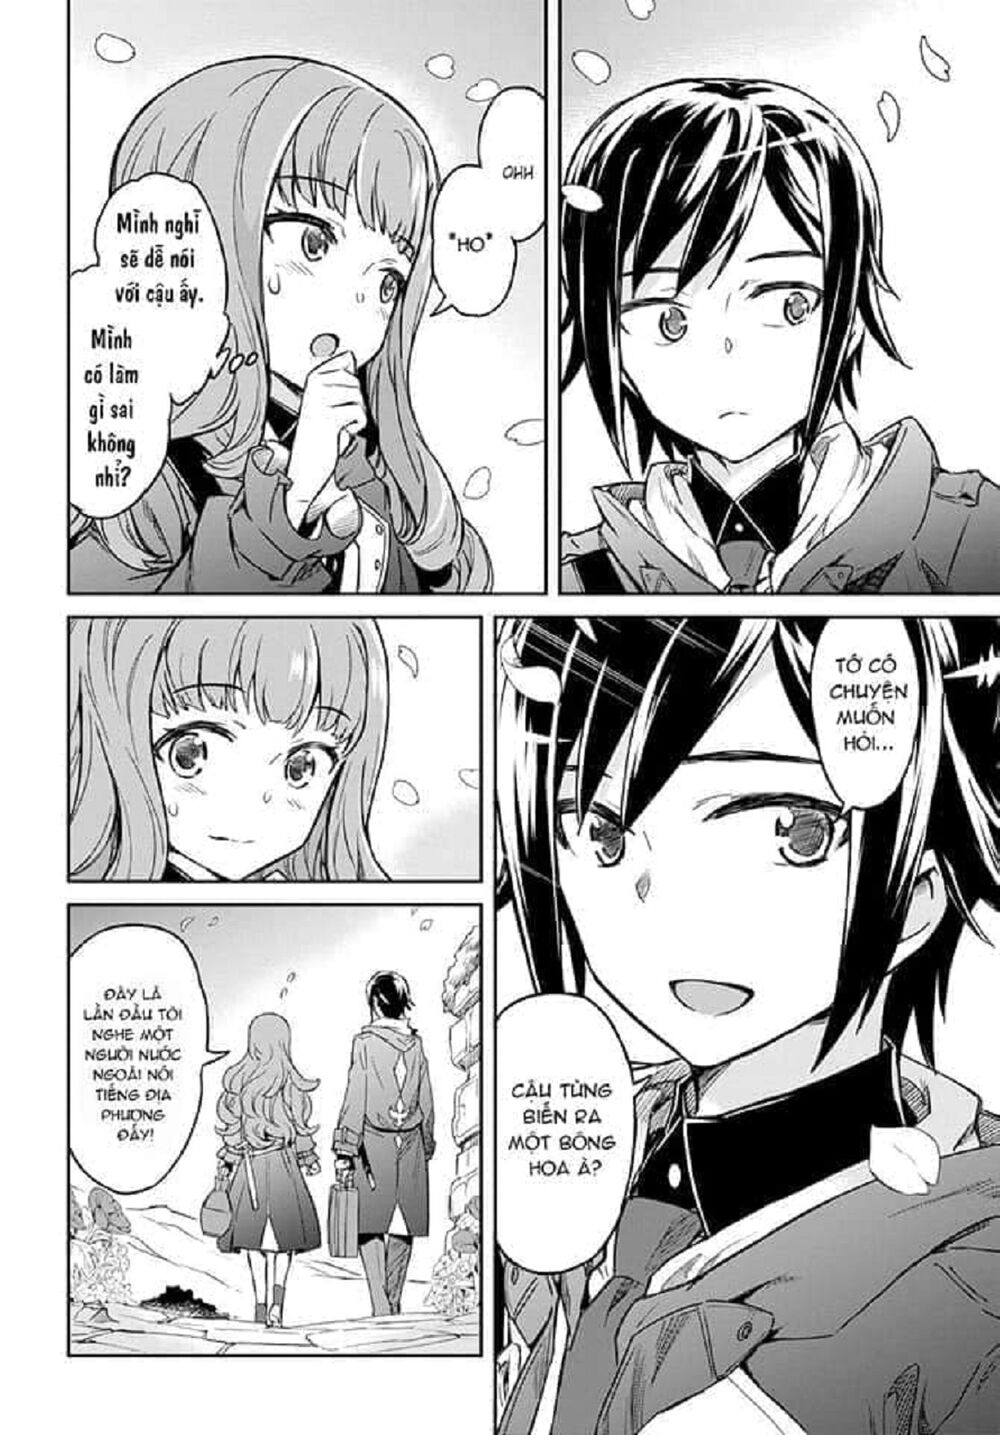 OHH
*HO*
Mình nghĩ
sẽ dễ nói
với cậu ấy.
Mình
có làm
gì sai
không
nhỉ?
TỚ CÓ
CHUYỆN
MUỐN
HỎI...
CẬU TỪNG
BIẾN RA
MỘT BÔNG
HOA À?
ĐÂY LÀ
LẦN ĐẦU TÔI
NGHE MỘT
NGƯỜI NƯỚC
NGOÀI NÓI
TIẾNG ĐỊA
PHƯƠNG
ĐẤY!